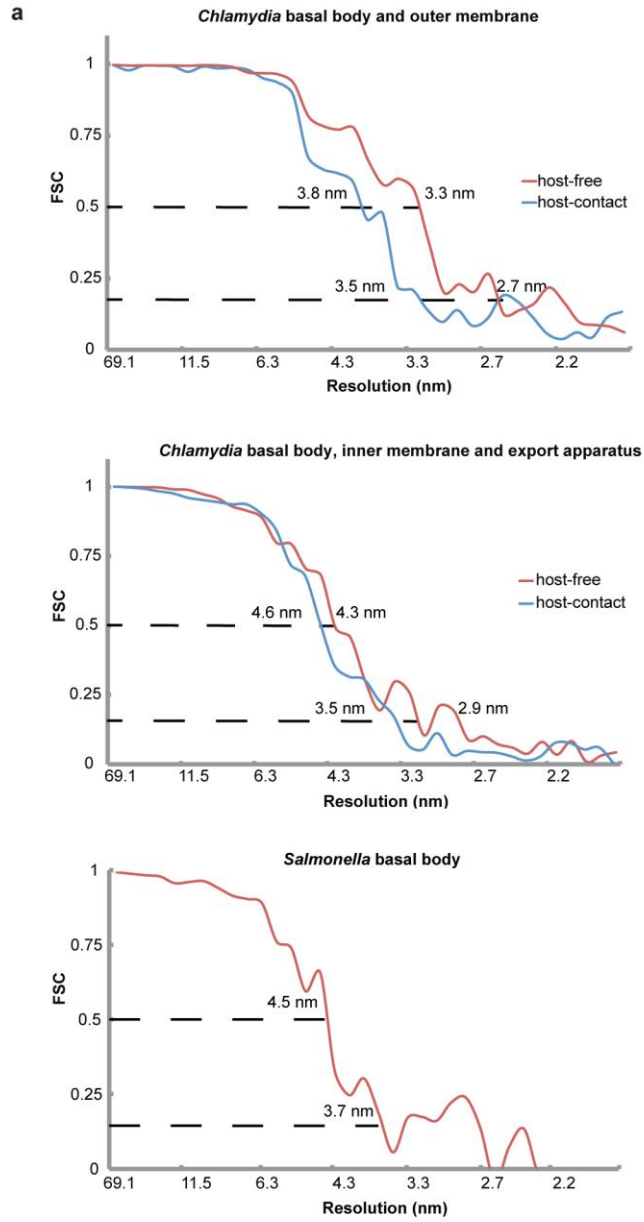 a
Chlamydia basal body and outer membrane
1
0.75
FSC
0.5
0.25
0
3.8 nm
3.3 nm
3.5 nm
2.7 nm
host-free
host-contact
69.1 11.5 6.3 4.3 3.3 2.7 2.2
Resolution (nm)
Chlamydia basal body, inner membrane and export apparatus
1
0.75
FSC
0.5
0.25
0
4.6 nm
4.3 nm
3.5 nm
2.9 nm
host-free
host-contact
69.1 11.5 6.3 4.3 3.3 2.7 2.2
Resolution (nm)
Salmonella basal body
1
0.75
FSC
0.5
0.25
0
4.5 nm
3.7 nm
69.1 11.5 6.3 4.3 3.3 2.7 2.2
Resolution (nm)